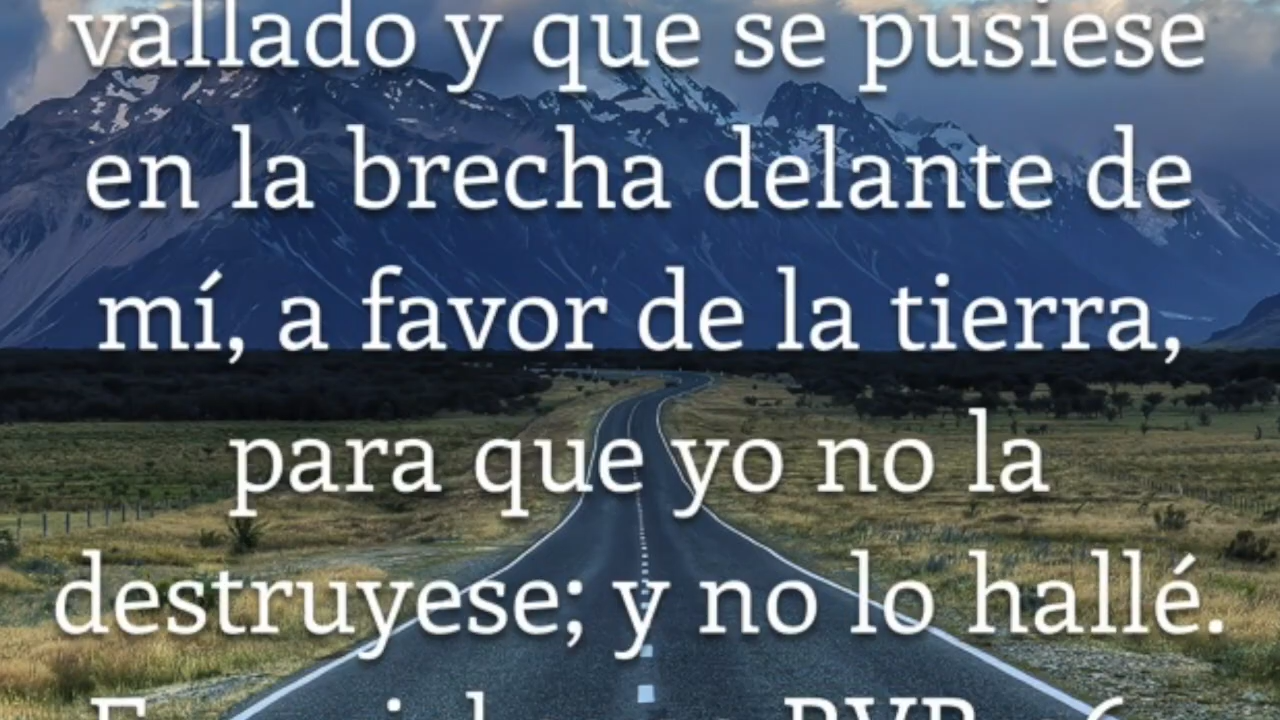 vallado y que se pusiese
en la brecha delante de
mí, a favor de la tierra,
para que yo no la
destruyese; y no lo hallé.